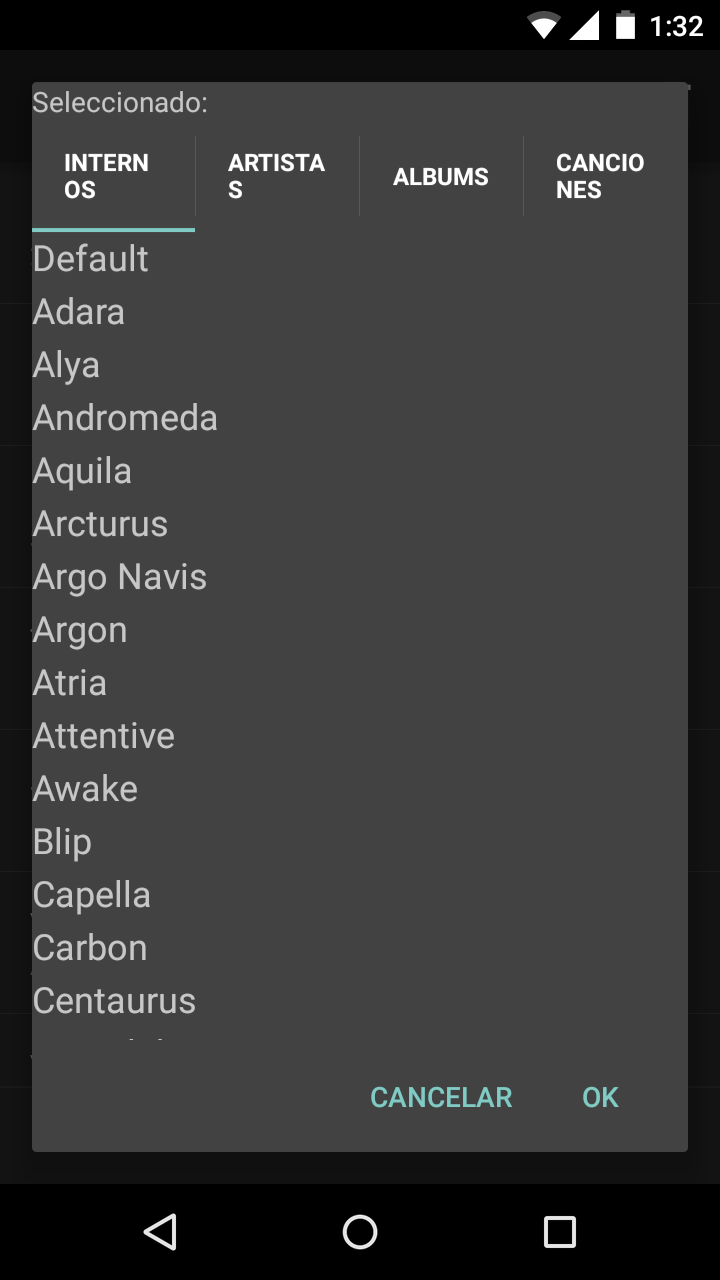 1:32
Seleccionado:
INTERN
OS
ARTISTA
S
ALBUMS
CANCIO
NES
Default
Adara
Alya
Andromeda
Aquila
Arcturus
Argo Navis
Argon
Atria
Attentive
Awake
Blip
Capella
Carbon
Centaurus
CANCELAR
OK